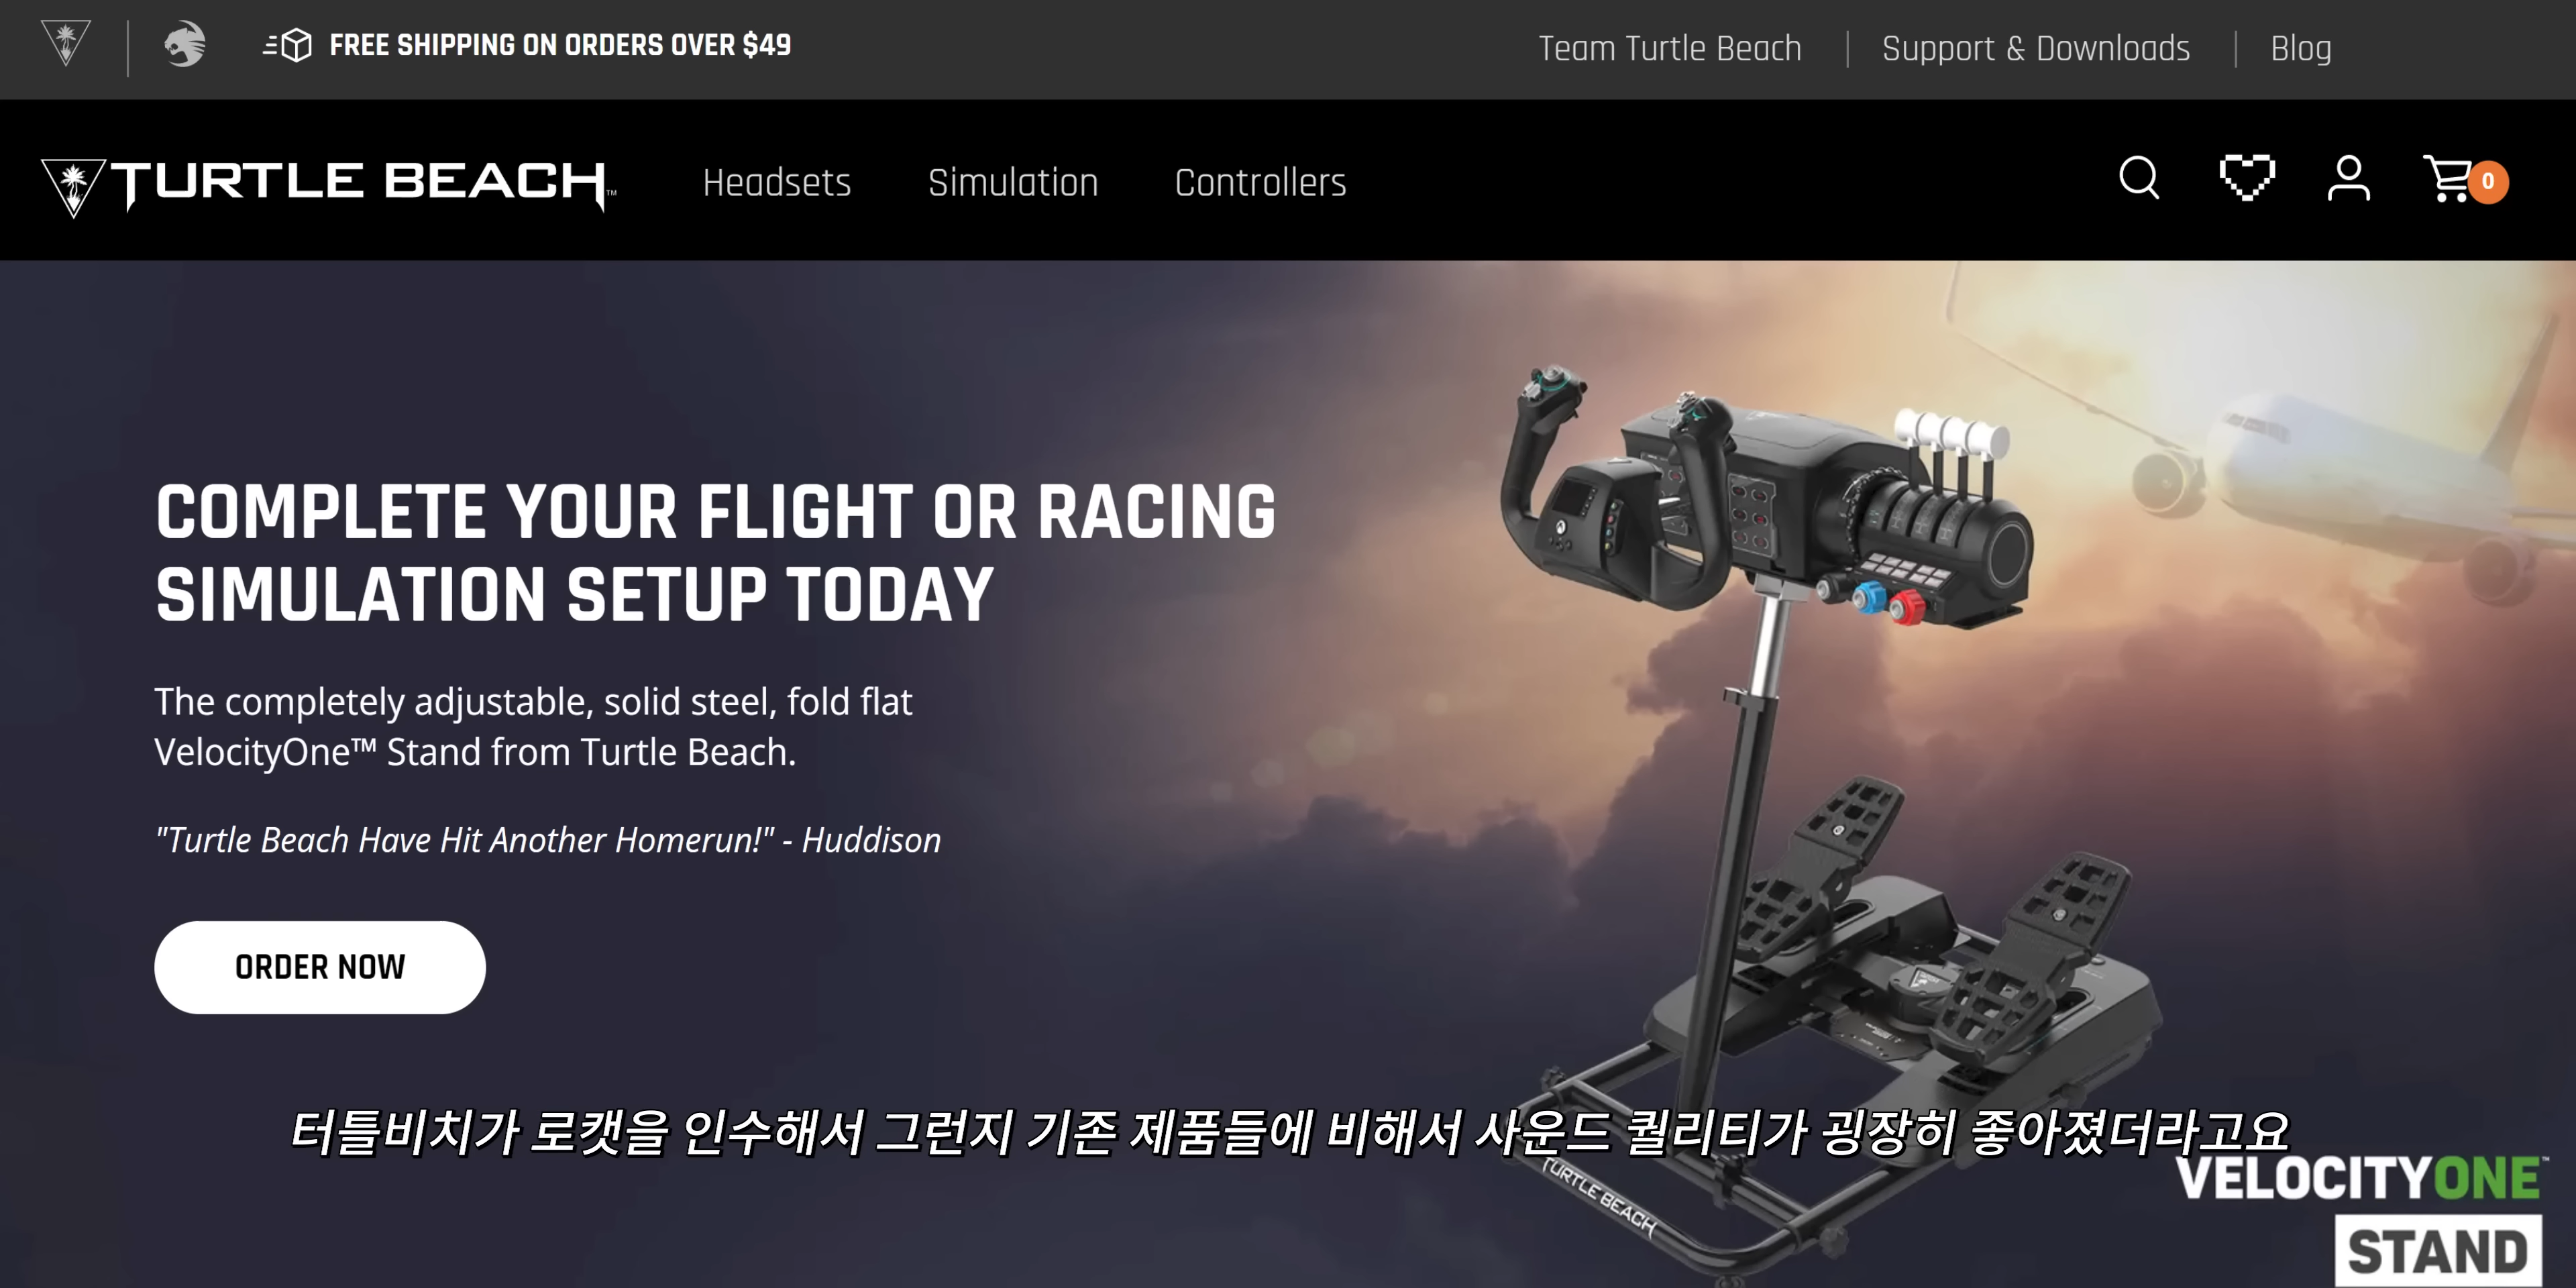 FREE SHIPPING ON ORDERS OVER $49
Team Turtle Beach
Support & Downloads
Blog
TURTLE BEACH™
Headsets
Simulation
Controllers
0
COMPLETE YOUR FLIGHT OR RACING
SIMULATION SETUP TODAY
The completely adjustable, solid steel, fold flat
VelocityOne™ Stand from Turtle Beach.
"Turtle Beach Have Hit Another Homerun!" - Huddison
ORDER NOW
터틀비치가 로캣을 인수해서 그런지 기존 제품들에 비해서 사운드 퀄리티가 굉장히 좋아졌더라고요
TURTLE BEACH
VELOCITYONE™
STAND